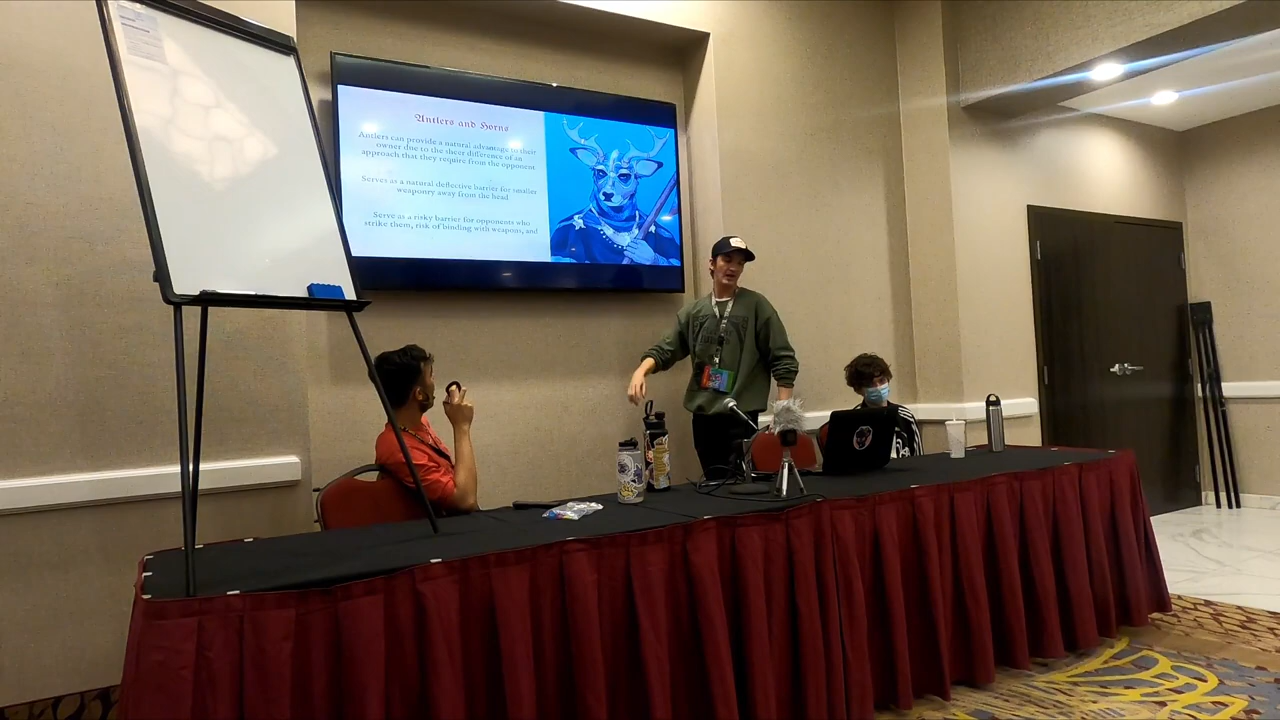 Antlers and Horns
Antlers can provide a natural advantage to their
owner due to the sheer difference of an
approach that they require from the opponent
Serves as a natural deflective barrier for smaller
weaponry away from the head
Serve as a risky barrier for opponents who
strike them, risk of binding with weapons, and